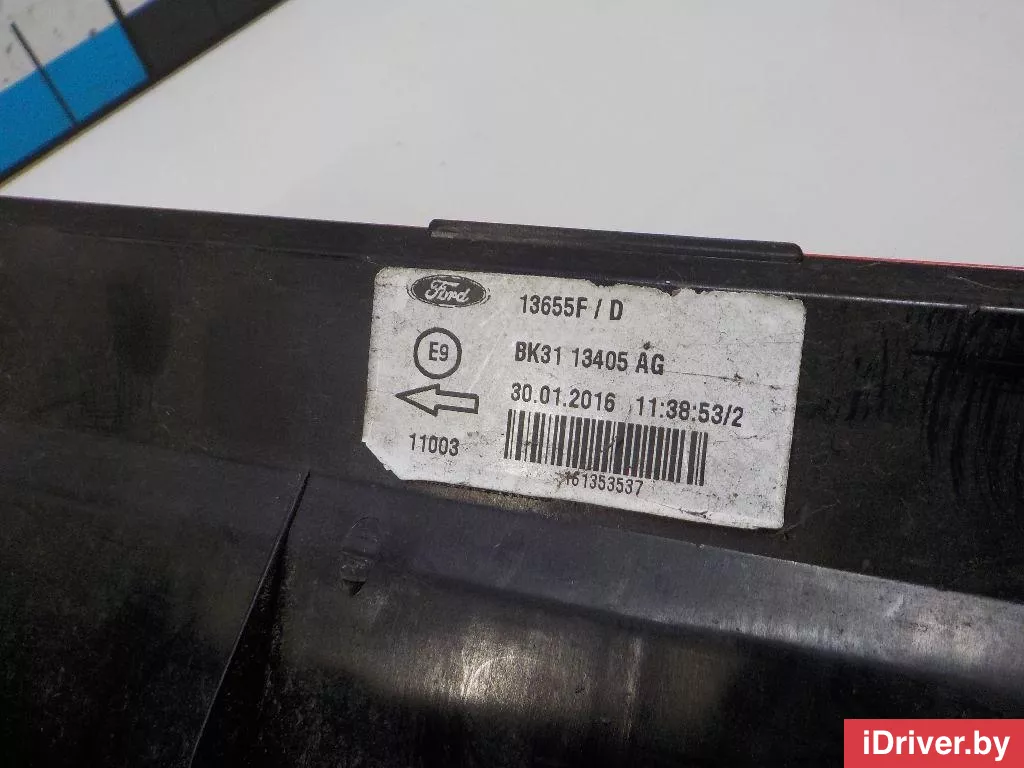 Ford
13655F / D
E9
BK31 13405 AG
30.01.2016 11:38:53/2
11003
161353537
iDriver.by